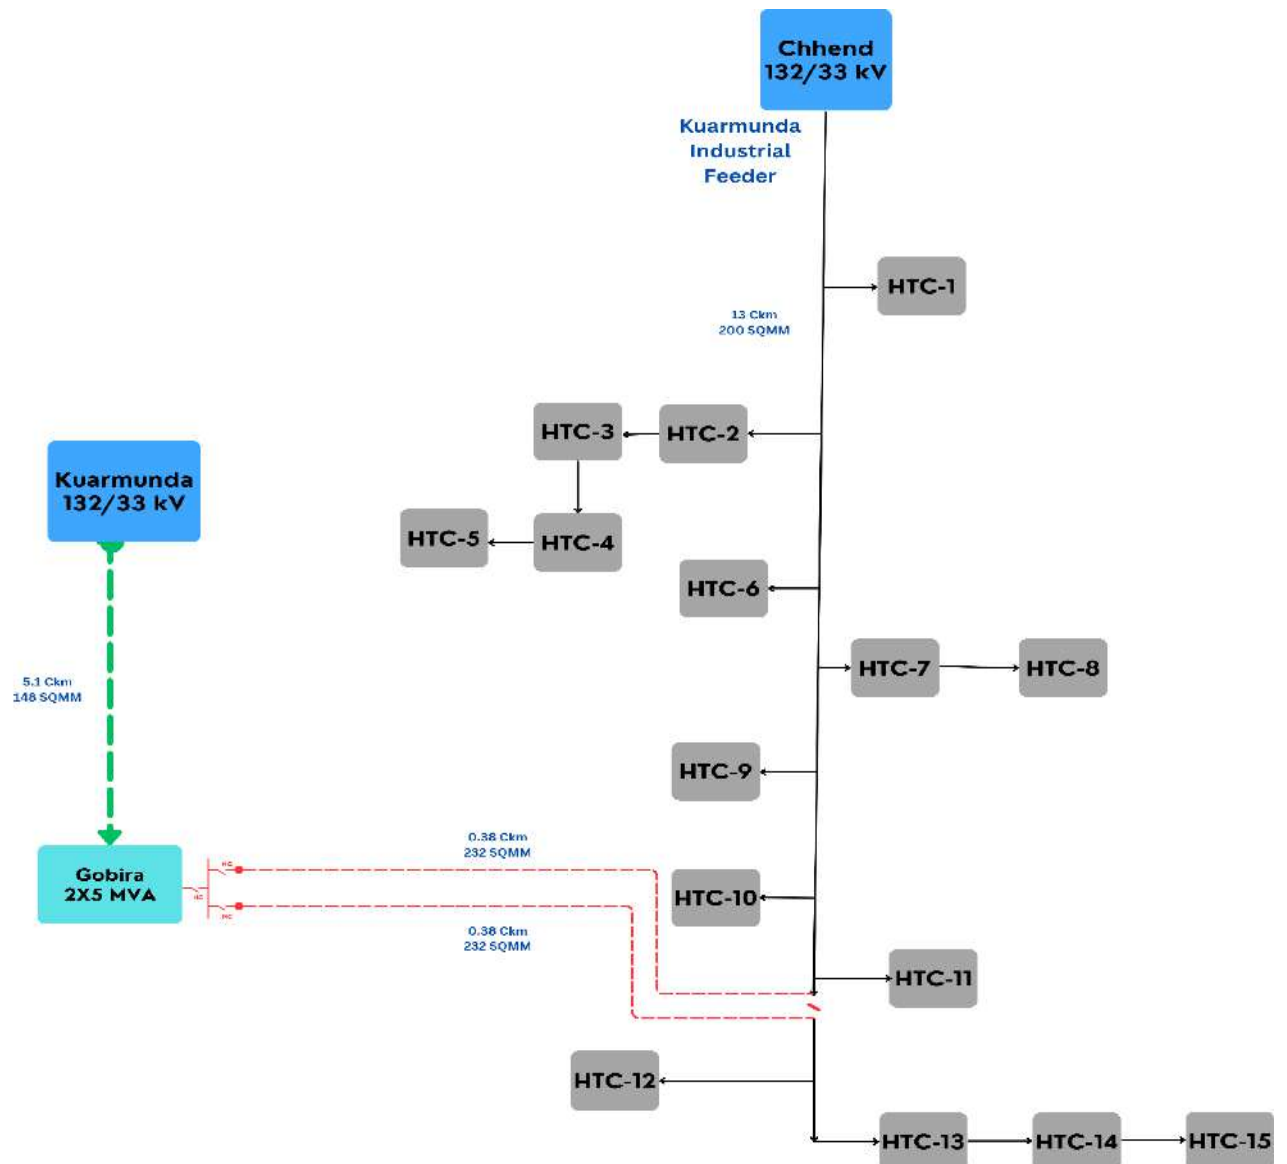 Chhend
132/33 kV
Kuarmunda
Industrial
Feeder
HTC-1
13 Ckm
200 SQMM
HTC-3
HTC-2
Kuarmunda
132/33 kV
HTC-5
HTC-4
HTC-6
HTC-7
HTC-8
5.1 Ckm
148 SQMM
HTC-9
0.38 Ckm
232 SQMM
Gobira
2X5 MVA
HTC-10
0.38 Ckm
232 SQMM
HTC-11
HTC-12
HTC-13
HTC-14
HTC-15